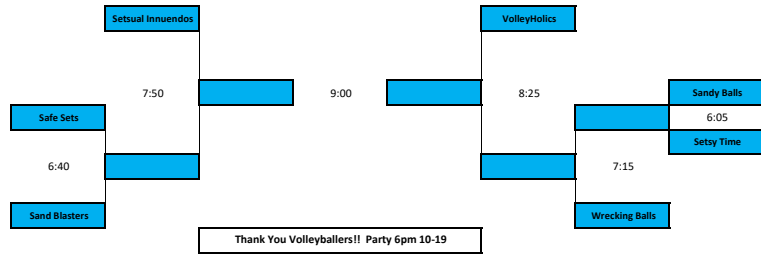 Setsual Innuendos
VolleyHolics
7:50
9:00
8:25
Sandy Balls
Safe Sets
6:05
Setsy Time
6:40
7:15
Sand Blasters
Wrecking Balls
Thank You Volleyballers!! Party 6pm 10-19